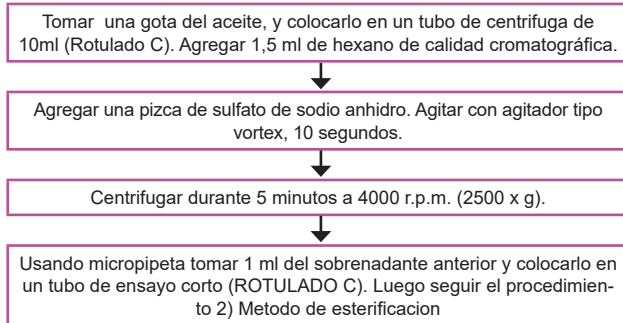 Tomar una gota del aceite, y colocarlo en un tubo de centrifuga de
10ml (Rotulado C). Agregar 1,5 ml de hexano de calidad cromatográfica.
Agregar una pizca de sulfato de sodio anhidro. Agitar con agitador tipo
vortex, 10 segundos.
Centrifugar durante 5 minutos a 4000 r.p.m. (2500 x g).
Usando micropipeta tomar 1 ml del sobrenadante anterior y colocarlo en
un tubo de ensayo corto (ROTULADO C). Luego seguir el procedimien-
to 2) Metodo de esterificacion